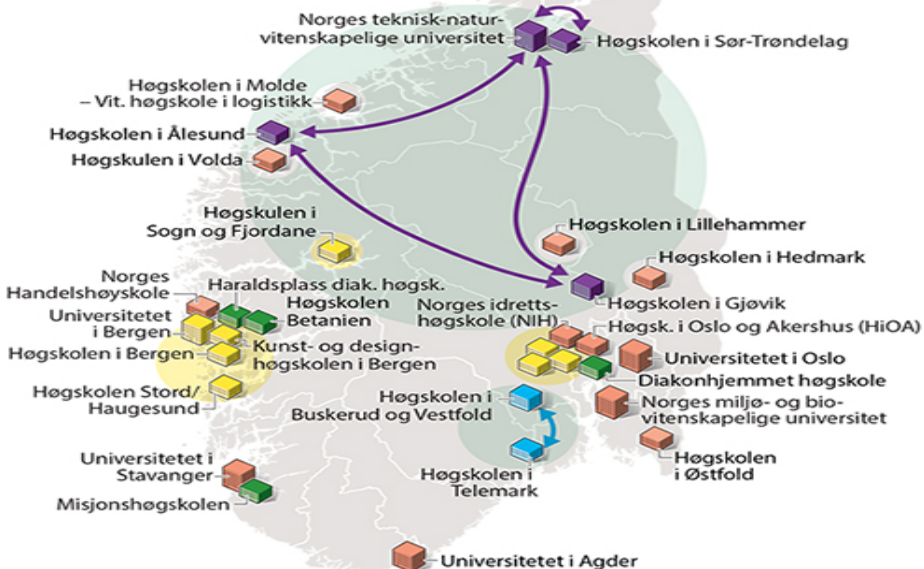 Norges teknisk-natur-
vitenskapelige universitet
Høgskolen i Sør-Trøndelag
Høgskolen i Molde
– Vit. høgskole i logistikk
Høgskolen i Ålesund
Høgskulen i Volda
Høgskulen i
Sogn og Fjordane
Høgskolen i Lillehammer
Høgskolen i Hedmark
Norges
Handelshøyskole
Haraldsplass diak. høgsk.
Høgskolen
Betanien
Norges idretts-
høgskole (NIH)
Høgskolen i Gjøvik
Universitetet
i Bergen
Høgsk. i Oslo og Akershus (HiOA)
Høgskolen i Bergen
Kunst- og design-
høgskolen i Bergen
Universitetet i Oslo
Diakonhjemmet høgskole
Høgskolen Stord/
Haugesund
Høgskolen i
Buskerud og Vestfold
Norges miljø- og bio-
vitenskapelige universitet
Universitetet i
Stavanger
Høgskolen i
Telemark
Høgskolen
i Østfold
Misjonshøgskolen
Universitetet i Agder